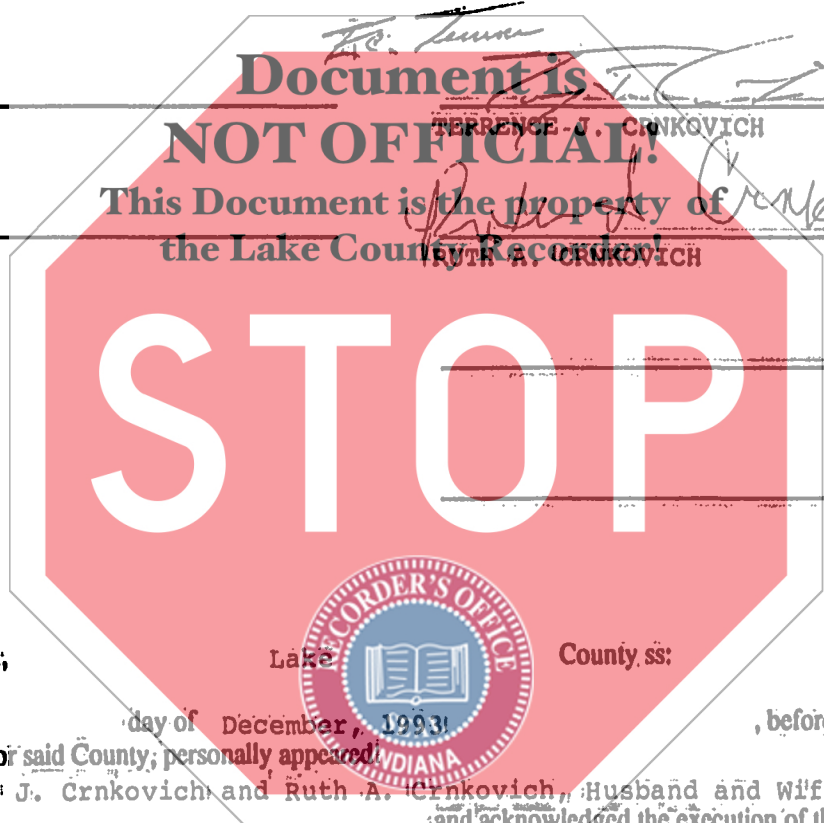 Document is
NOT OFFICIAL!
TERRENCE J. CRNKOVICH
This Document is the property of
the Lake County Recorder!
RUTH A. CRNKOVICH
STOP
RECORDER'S OFFICE
INDIANA
Lake County ss:
day of December, 1993 , before
or said County; personally appeared
J. Crnkovich and Ruth A. Crnkovich, Husband and Wif
and acknowledged the execution of th